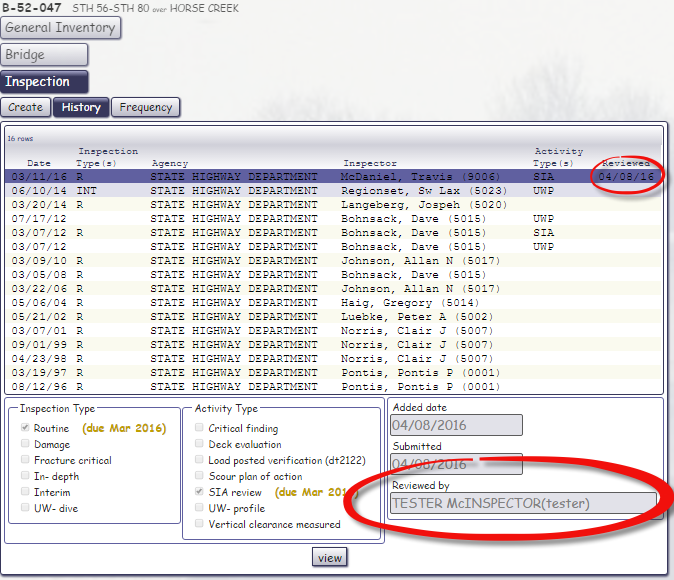 B-52-047 STH 56-STH 80 over HORSE CREEK
General Inventory
Bridge
Inspection
Create History Frequency
16 rows
Inspection Activity
Date Type(s) Agency Inspector Type(s) Reviewed
03/11/16 R STATE HIGHWAY DEPARTMENT McDaniel, Travis (9006) SIA 04/08/16
06/10/14 INT STATE HIGHWAY DEPARTMENT Regionset, Sw Lax (5023) UWP
03/20/14 R STATE HIGHWAY DEPARTMENT Langeberg, Jospeh (5020)
07/17/12 STATE HIGHWAY DEPARTMENT Bohnsack, Dave (5015) UWP
03/07/12 R STATE HIGHWAY DEPARTMENT Bohnsack, Dave (5015) SIA
03/07/12 STATE HIGHWAY DEPARTMENT Bohnsack, Dave (5015) UWP
03/09/10 R STATE HIGHWAY DEPARTMENT Johnson, Allan N (5017)
03/05/08 R STATE HIGHWAY DEPARTMENT Bohnsack, Dave (5015)
03/22/06 R STATE HIGHWAY DEPARTMENT Johnson, Allan N (5017)
05/06/04 R STATE HIGHWAY DEPARTMENT Haig, Gregory (5014)
05/21/02 R STATE HIGHWAY DEPARTMENT Luebke, Peter A (5002)
03/07/01 R STATE HIGHWAY DEPARTMENT Norris, Clair J (5007)
09/01/99 R STATE HIGHWAY DEPARTMENT Norris, Clair J (5007)
04/23/98 R STATE HIGHWAY DEPARTMENT Norris, Clair J (5007)
03/19/97 R STATE HIGHWAY DEPARTMENT Pontis, Pontis P (0001)
08/12/96 R STATE HIGHWAY DEPARTMENT Pontis, Pontis P (0001)
Inspection Type
Routine (due Mar 2016)
Damage
Fracture critical
In- depth
Interim
UW- dive
Activity Type
Critical finding
Deck evaluation
Load posted verification (dt2122)
Scour plan of action
SIA review (due Mar 201
UW- profile
Vertical clearance measured
Added date
04/08/2016
Submitted
04/08/2016
Reviewed by
TESTER McINSPECTOR(tester)
view